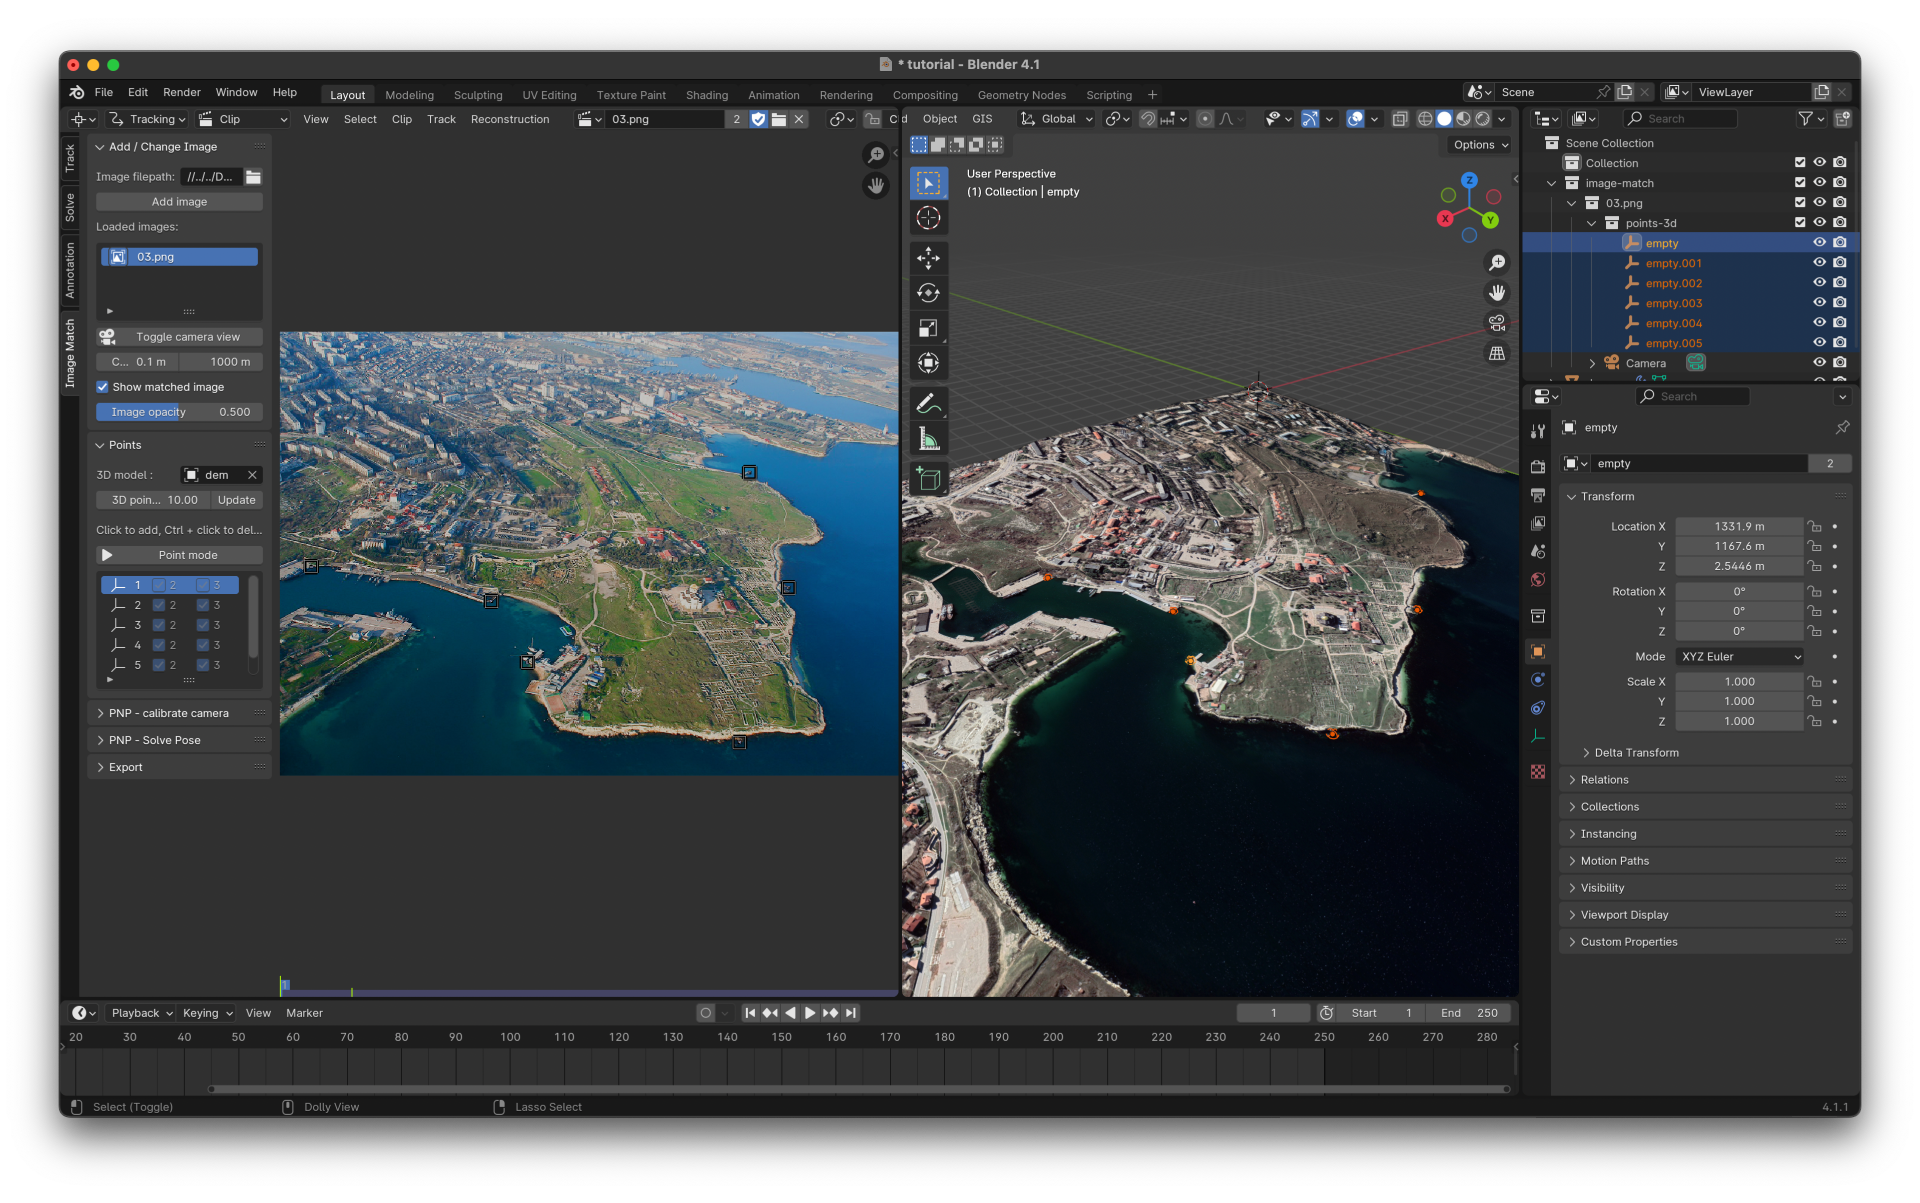 * tutorial - Blender 4.1
File Edit Render Window Help Layout Modeling Sculpting UV Editing Texture Paint Shading Animation Rendering Compositing Geometry Nodes Scripting + Scene ViewLayer
Tracking Clip View Select Clip Track Reconstruction 03.png 2
Object GIS Global
Search
Options
Track
Solve
Annotation
Image Match
Add / Change Image
Image filepath: //../../D...
Add image
Loaded images:
03.png
Toggle camera view
C... 0.1 m 1000 m
Show matched image
Image opacity 0.500
Points
3D model : dem
3D poin... 10.00 Update
Click to add, Ctrl + click to del...
Point mode
1 2 3
2 2 3
3 2 3
4 2 3
5 2 3
PNP - calibrate camera
PNP - Solve Pose
Export
1
User Perspective
(1) Collection | empty
Z
X
Y
Scene Collection
Collection
image-match
03.png
points-3d
empty
empty.001
empty.002
empty.003
empty.004
empty.005
Camera
Search
empty
empty 2
Transform
Location X 1331.9 m
Y 1167.6 m
Z 2.5446 m
Rotation X 0°
Y 0°
Z 0°
Mode XYZ Euler
Scale X 1.000
Y 1.000
Z 1.000
Delta Transform
Relations
Collections
Instancing
Motion Paths
Visibility
Viewport Display
Custom Properties
Playback Keying View Marker 1 Start 1 End 250
20 30 40 50 60 70 80 90 100 110 120 130 140 150 160 170 180 190 200 210 220 230 240 250 260 270 280
Select (Toggle) Dolly View Lasso Select 4.1.1